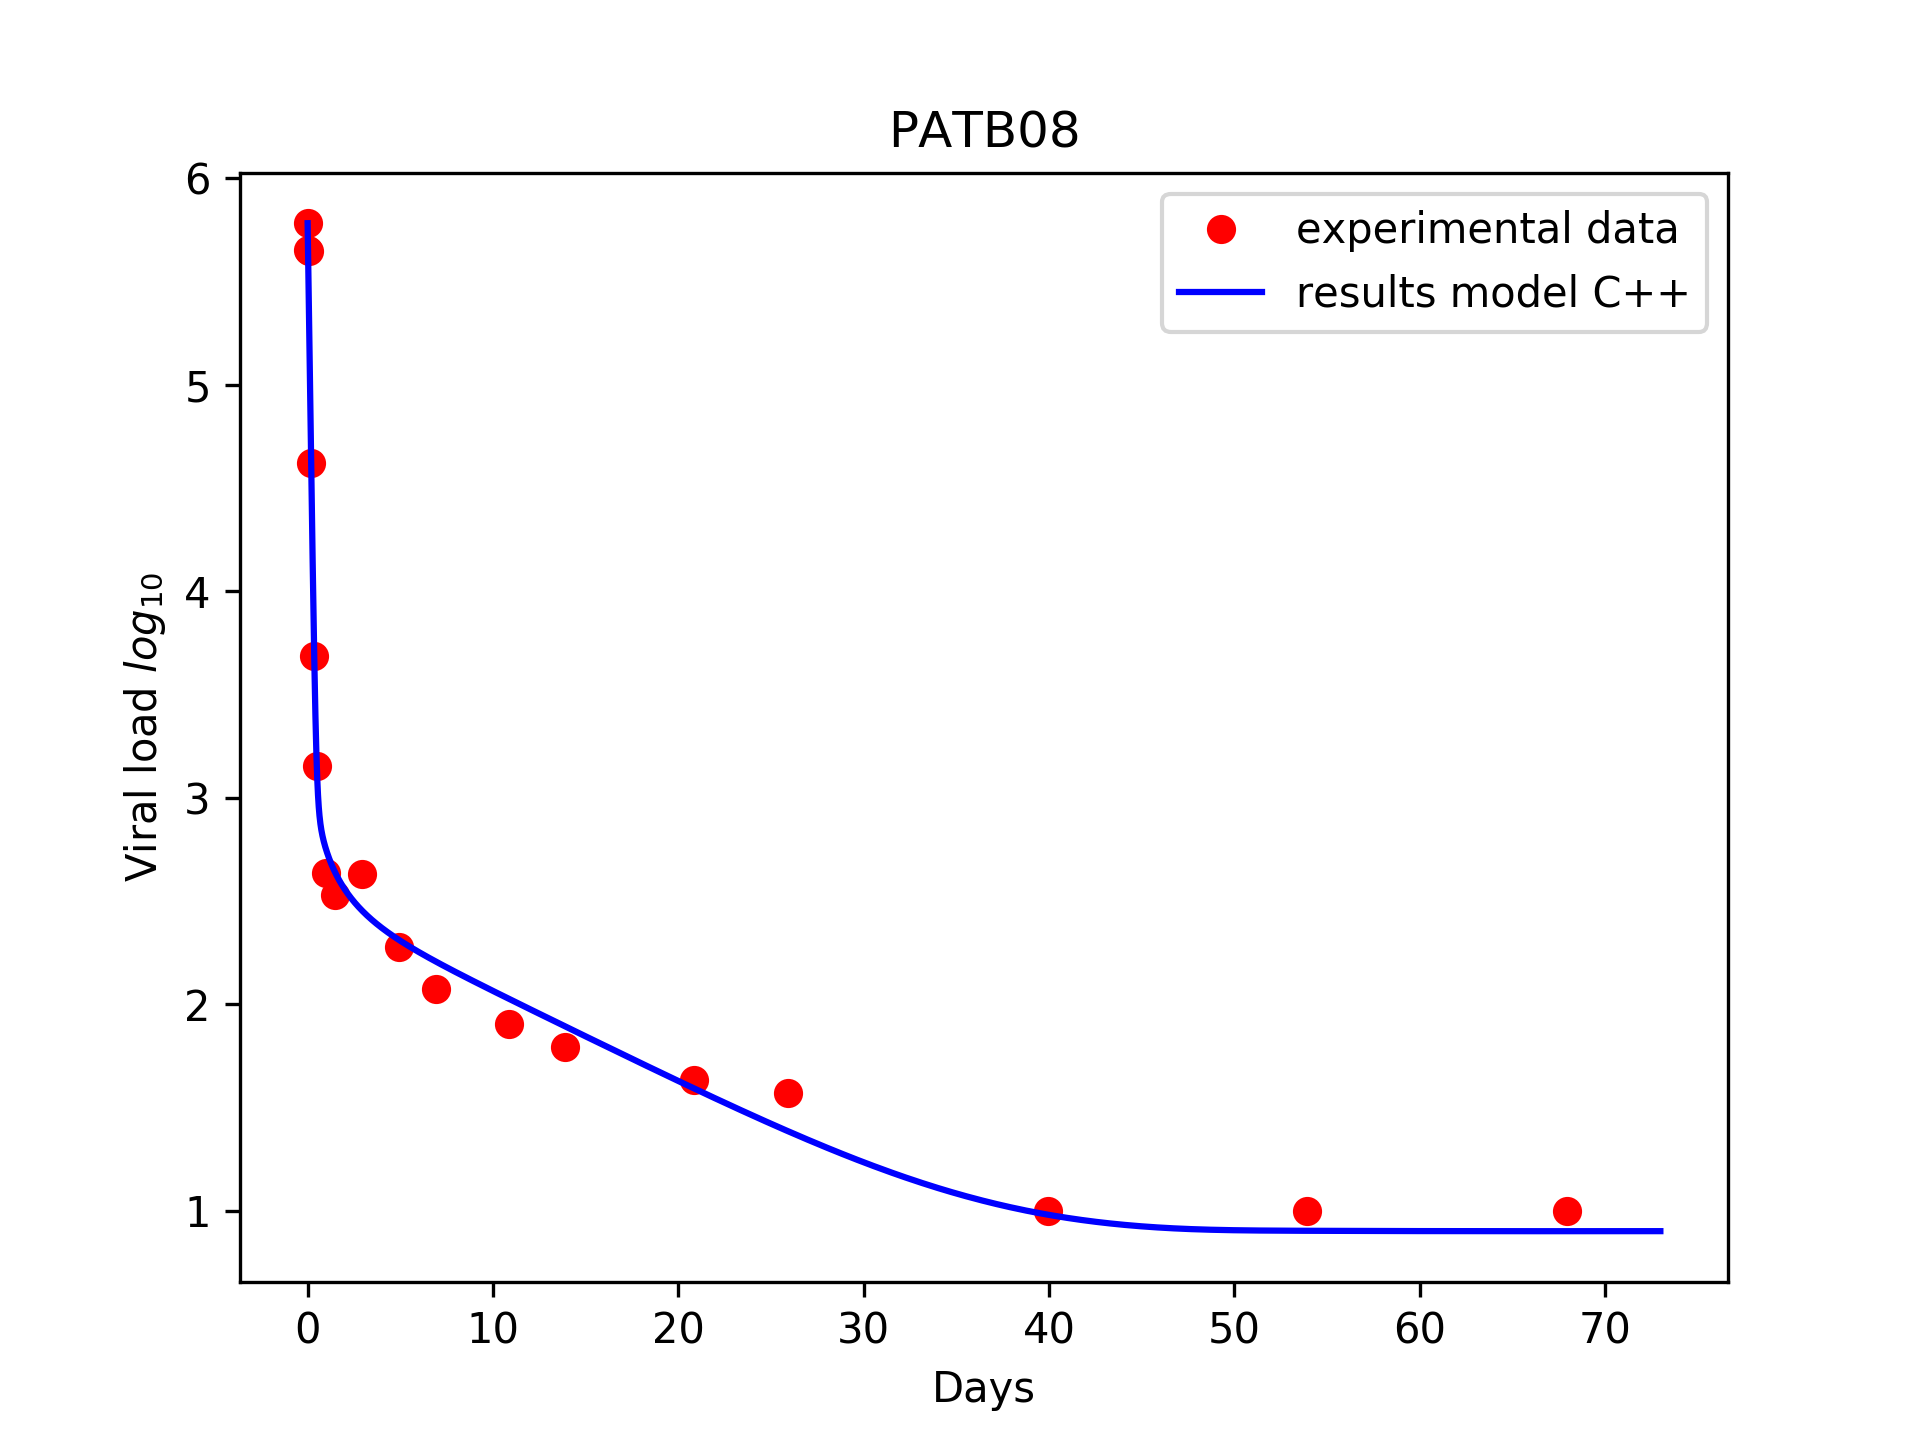 PATB08
6
5
4
3
2
1
Viral load log₁₀
experimental data
results model C++
0 10 20 30 40 50 60 70
Days